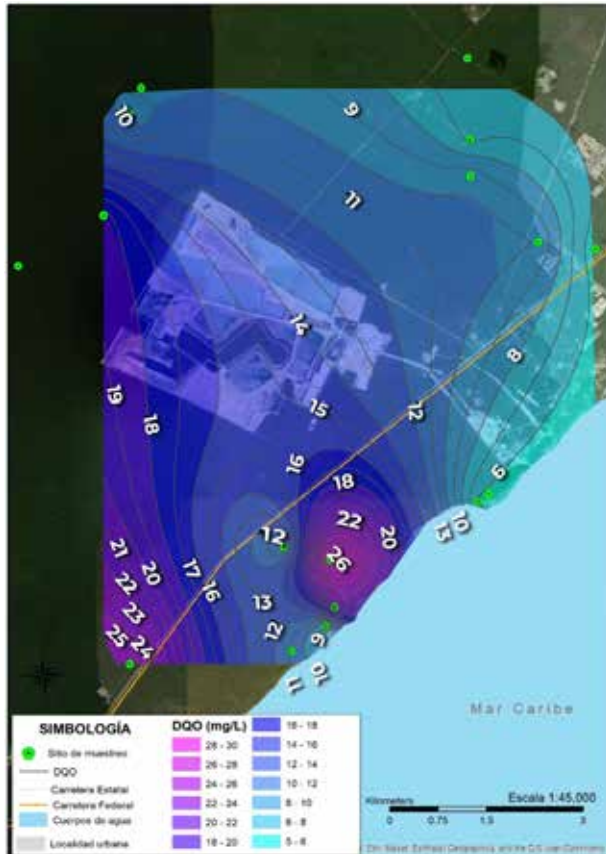 9
10
11
14
8
19
18
15
12
16
18
6
22
20
10
13
12
26
21
20
17
16
22
13
23
12
9
25
24
10
11
Mar Caribe
SIMBOLOGÍA
Sitio de muestreo
DQO
Carretera Estatal
Carretera Federal
Cuerpos de agua
Localidad urbana
DQO (mg/L)
28 - 30
26 - 28
24 - 26
22 - 24
20 - 22
18 - 20
16 - 18
14 - 16
12 - 14
10 - 12
8 - 10
6 - 8
5 - 6
Kilometers
Escala 1:45,000
0
0.75
1.5
3